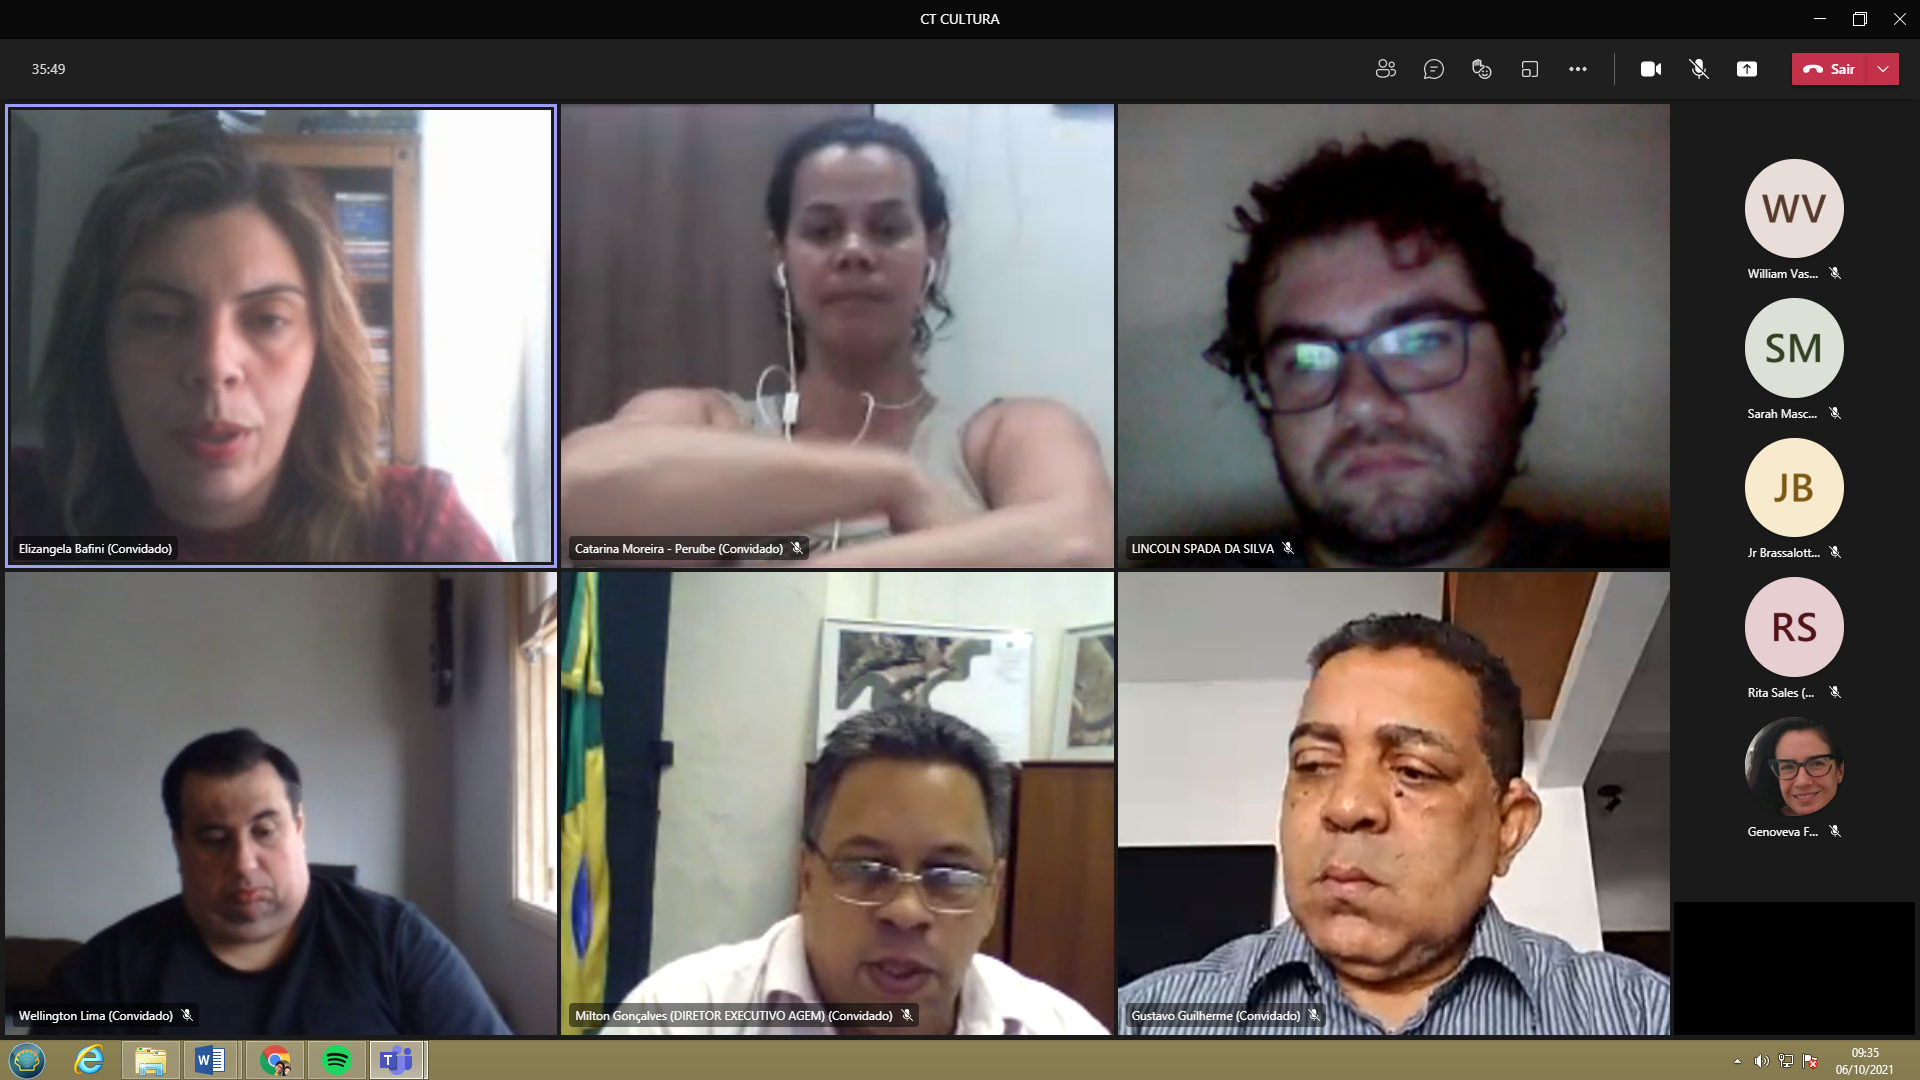 CT CULTURA
35:49
Sair
Elizangela Bafini (Convidado)
Catarina Moreira - Peruíbe (Convidado)
LINCOLN SPADA DA SILVA
WV
William Vas...
SM
Sarah Masc...
JB
Jr Brassalott...
RS
Rita Sales (...
Genoveva F...
Wellington Lima (Convidado)
Milton Gonçalves (DIRETOR EXECUTIVO AGEM) (Convidado)
Gustavo Guilherme (Convidado)
09:35
06/10/2021